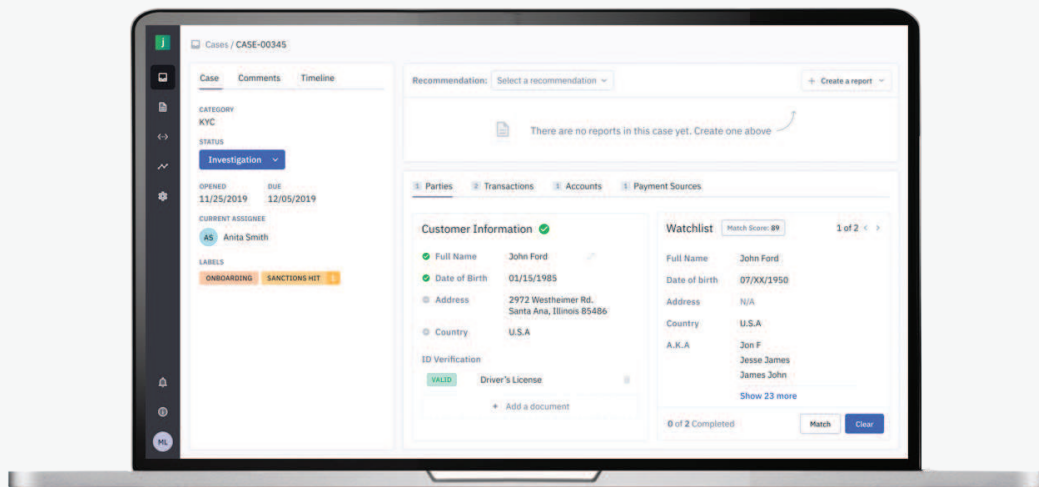 j
Cases / CASE-00345
Case Comments Timeline
CATEGORY
KYC
STATUS
Investigation
OPENED DUE
11/25/2019 12/05/2019
CURRENT ASSIGNEE
AS Anita Smith
LABELS
ONBOARDING SANCTIONS HIT
ML
Recommendation: Select a recommendation
+ Create a report
There are no reports in this case yet. Create one above
1 Parties 2 Transactions 3 Accounts 1 Payment Sources
Customer Information
Full Name John Ford
Date of Birth 01/15/1985
Address 2972 Westheimer Rd.
Santa Ana, Illinois 85486
Country U.S.A
ID Verification
VALID Driver's License
+ Add a document
Watchlist Match Score: 89 1 of 2 < >
Full Name John Ford
Date of birth 07/XX/1950
Address N/A
Country U.S.A
A.K.A Jon F
Jesse James
James John
Show 23 more
0 of 2 Completed Match Clear